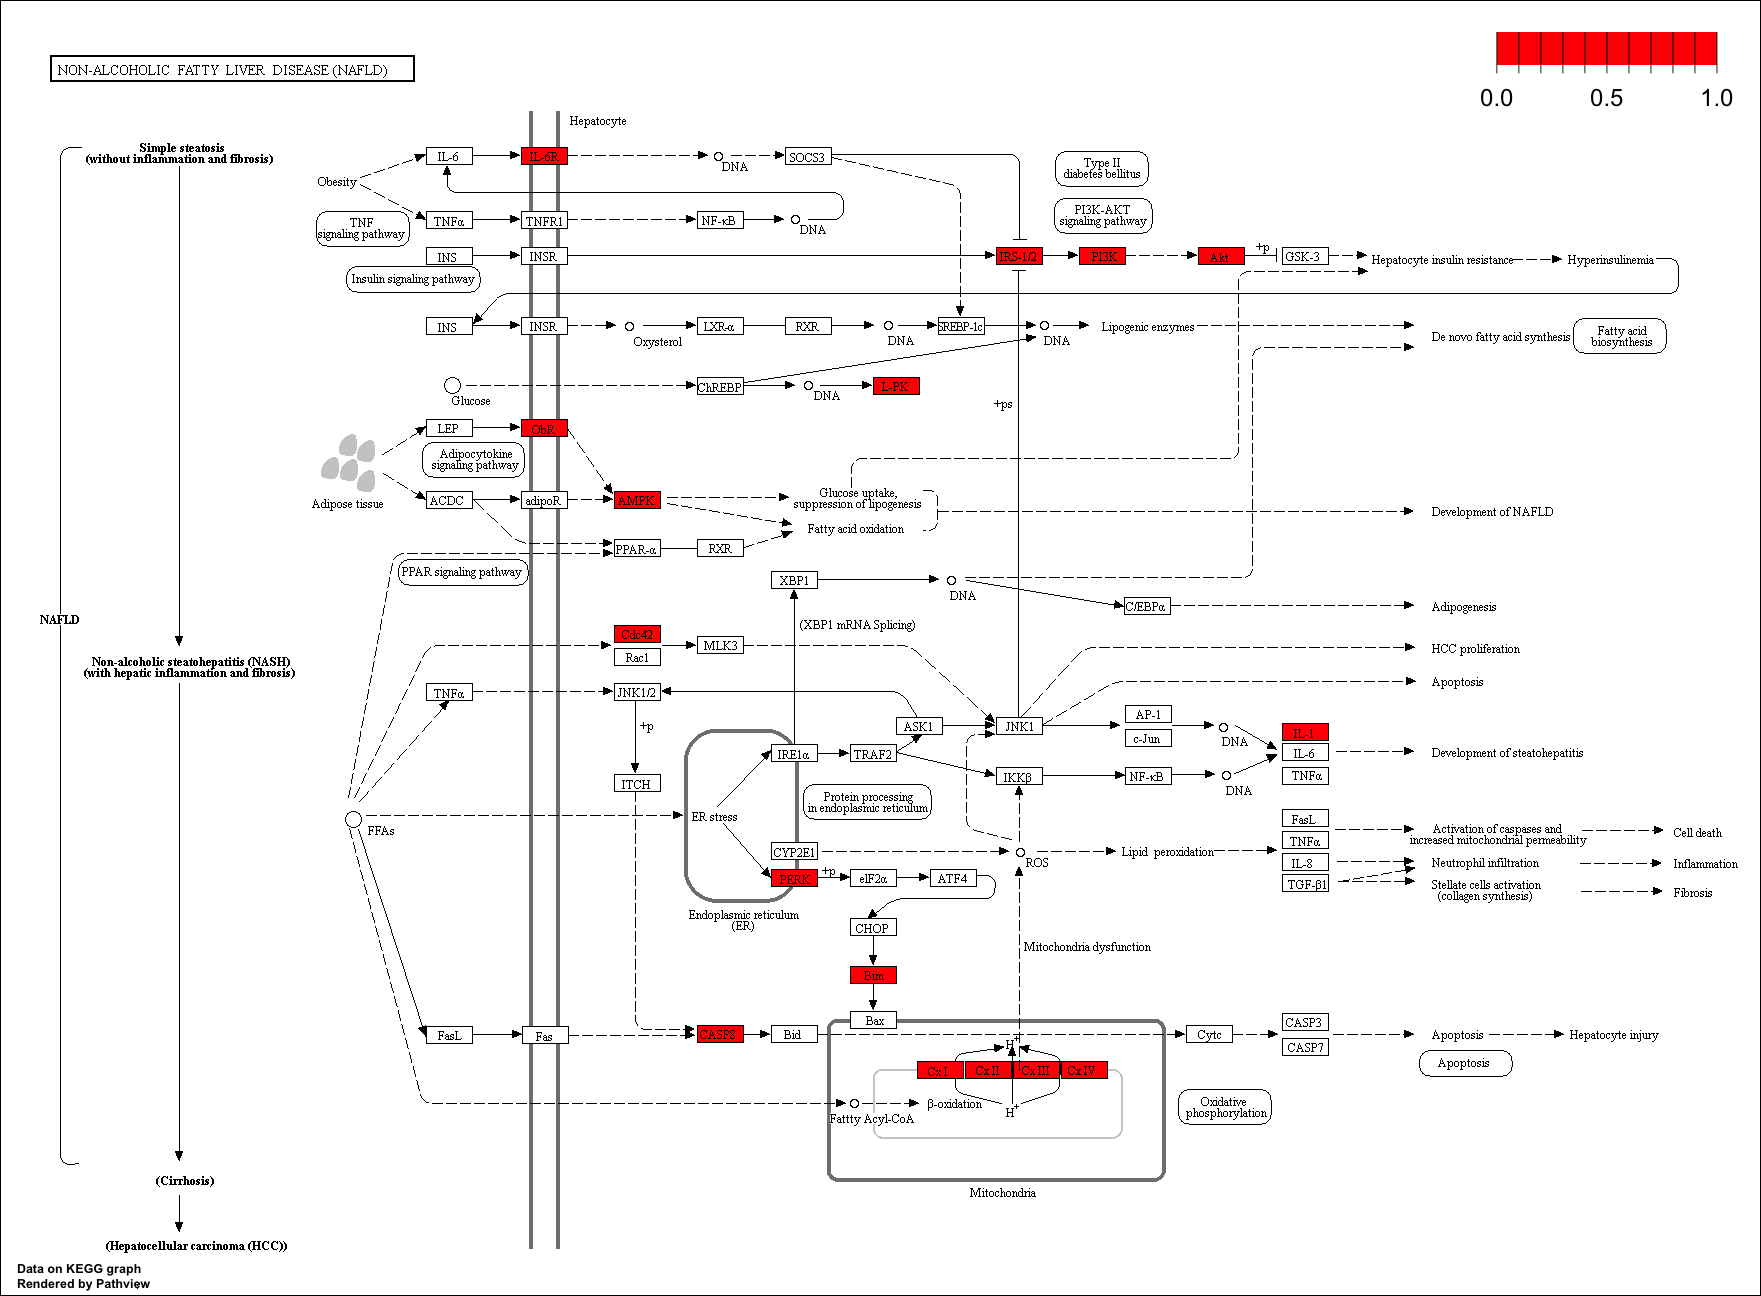 NON-ALCOHOLIC FATTY LIVER DISEASE (NAFLD)
0.0 0.5 1.0
Hepatocyte
Simple steatosis
(without inflammation and fibrosis)
IL-6 IL-6R DNA SOCS3
Type II
diabetes bellitus
Obesity
TNF
signaling pathway
TNFα TNFR1 NF-κB DNA
PI3K-AKT
signaling pathway
INS INSR IRS-1/2 PI3K Akt +p GSK-3 Hepatocyte insulin resistance Hyperinsulinemia
Insulin signaling pathway
INS INSR Oxysterol LXR-α RXR DNA SREBP-1c DNA Lipogenic enzymes
De novo fatty acid synthesis
Fatty acid
biosynthesis
Glucose ChREBP DNA L-PK
+ps
LEP ObR
Adipocytokine
signaling pathway
Adipose tissue
ACDC adipoR AMPK
Glucose uptake,
suppression of lipogenesis
Fatty acid oxidation
Development of NAFLD
PPAR-α RXR
PPAR signaling pathway
XBP1 DNA
C/EBPα Adipogenesis
NAFLD
(XBP1 mRNA Splicing)
Cdc42
Rac1
MLK3
HCC proliferation
Non-alcoholic steatohepatitis (NASH)
(with hepatic inflammation and fibrosis)
Apoptosis
TNFα JNK1/2
+p
ASK1 JNK1
AP-1
c-Jun
DNA
IL-1
IL-6
TNFα
Development of steatohepatitis
IRE1α TRAF2
IKKβ NF-κB DNA
ITCH
Protein processing
in endoplasmic reticulum
ER stress
FFAs
CYP2E1 ROS Lipid peroxidation
FasL
TNFα
IL-8
TGF-β1
Activation of caspases and
increased mitochondrial permeability
Cell death
Neutrophil infiltration Inflammation
Stellate cells activation
(collagen synthesis)
Fibrosis
PERK +p eIF2α ATF4
Endoplasmic reticulum
(ER)
CHOP
Mitochondria dysfunction
Bim
Bax
FasL Fas CASP8 Bid Cytc
CASP3
CASP7
Apoptosis Hepatocyte injury
Apoptosis
H+
Cx I Cx II Cx III Cx IV
β-oxidation H+
Fattty Acyl-CoA
Oxidative
phosphorylation
Mitochondria
(Cirrhosis)
(Hepatocellular carcinoma (HCC))
Data on KEGG graph
Rendered by Pathview